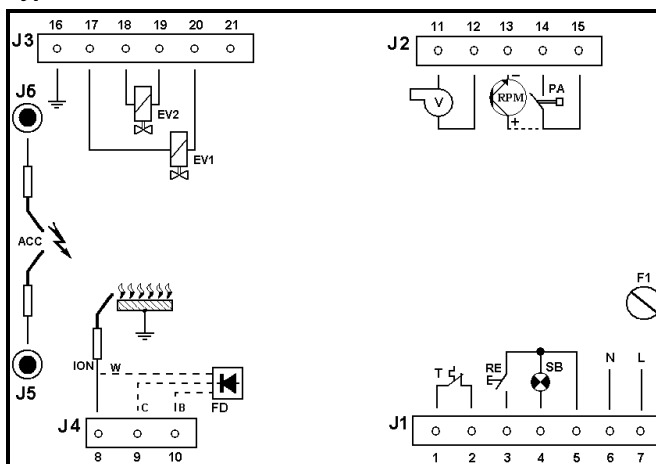 16 17 18 19 20 21
J3
11 12 13 14 15
J2
J6
EV2
EV1
V
RPM
–
+
PA
ACC
F1
ION
W
C
IB
FD
J5
J4
8 9 10
T
RE
E
SB
N
L
J1
1 2 3 4 5 6 7